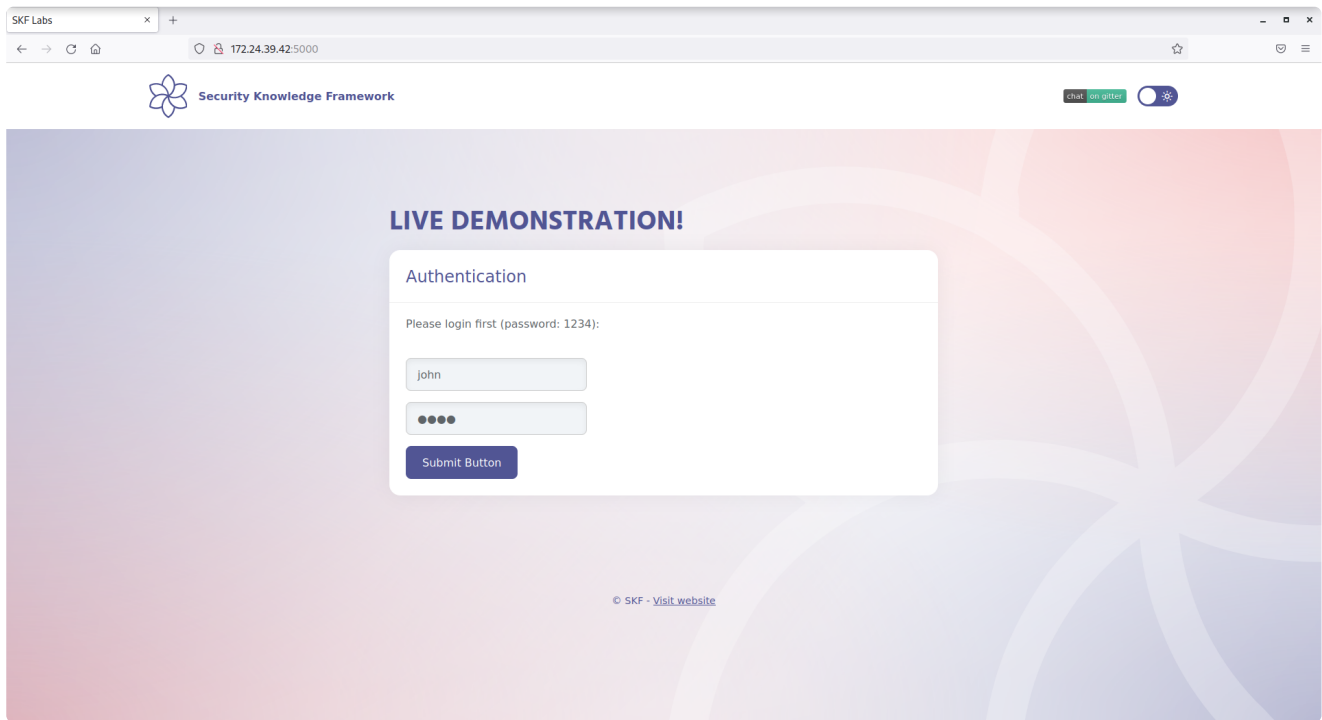 SKF Labs
172.24.39.42:5000
Security Knowledge Framework
chat on gitter
LIVE DEMONSTRATION!
Authentication
Please login first (password: 1234):
john
Submit Button
© SKF - Visit website